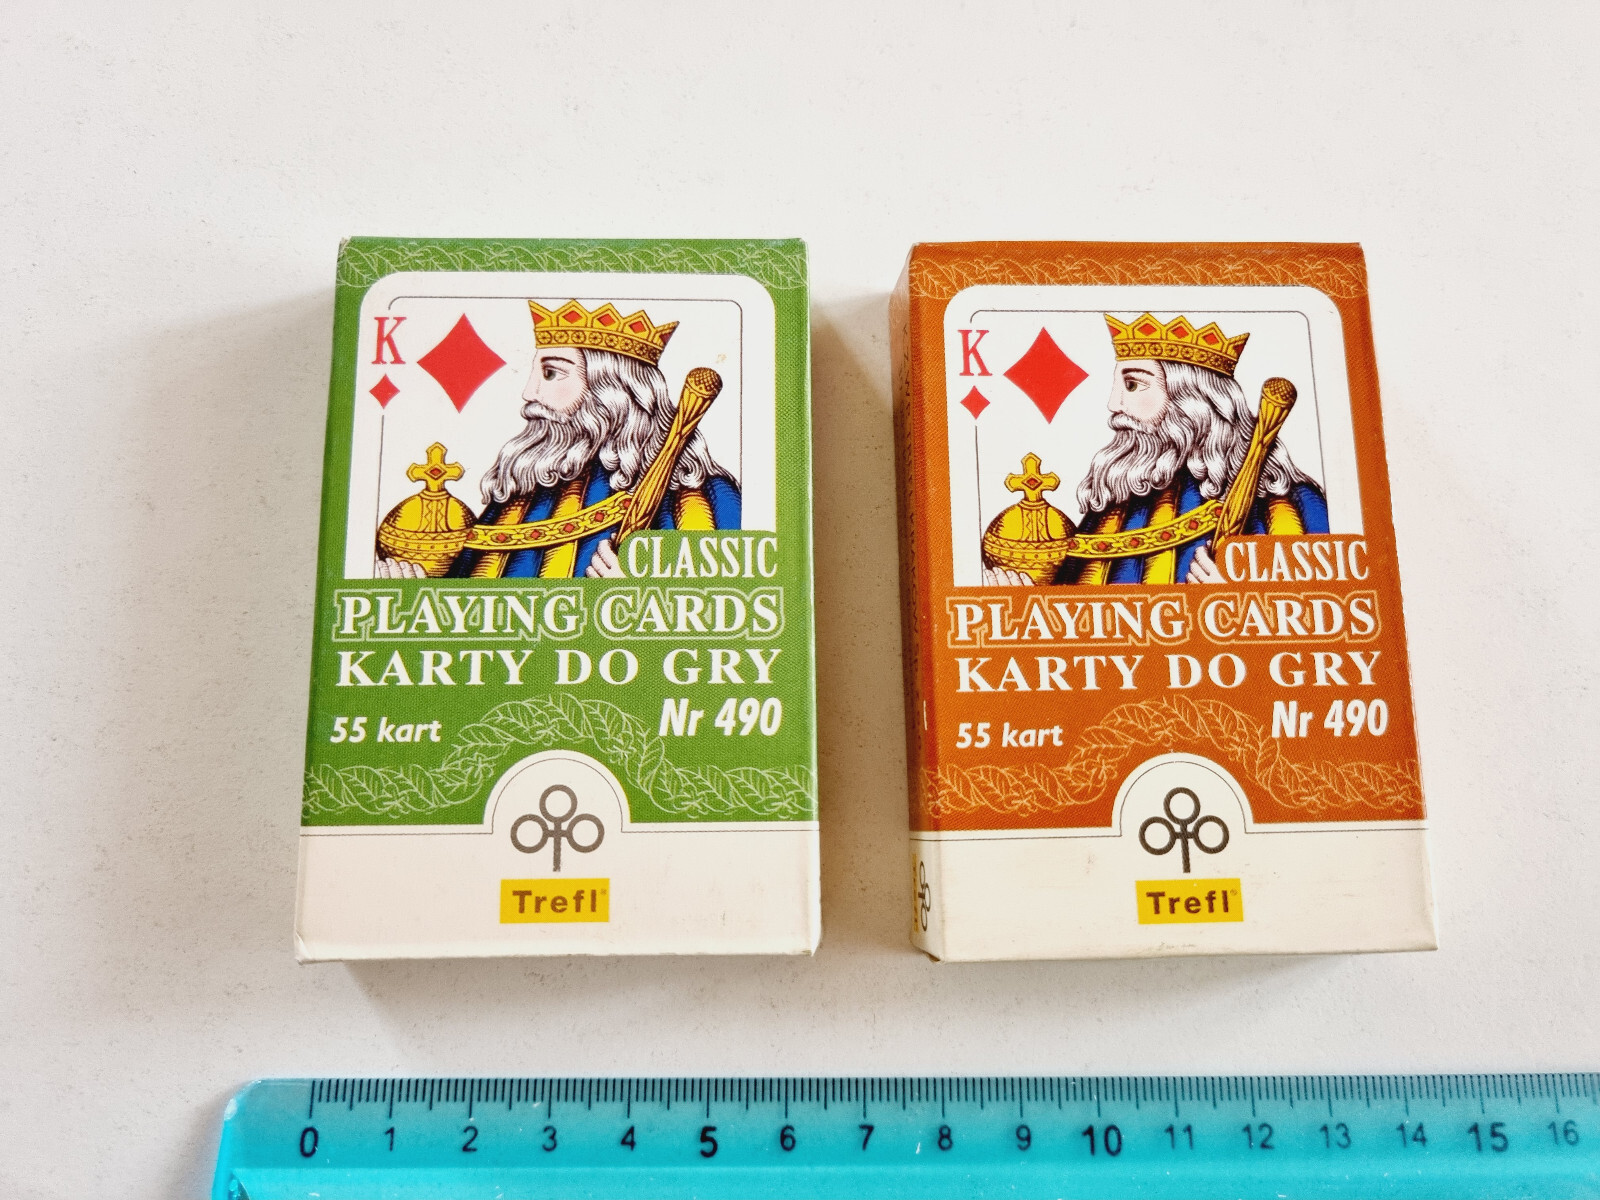 K
CLASSIC
PLAYING CARDS
KARTY DO GRY
55 kart
Nr 490
Trefl®
K
CLASSIC
PLAYING CARDS
KARTY DO GRY
55 kart
Nr 490
Trefl®
0 1 2 3 4 5 6 7 8 9 10 11 12 13 14 15 16